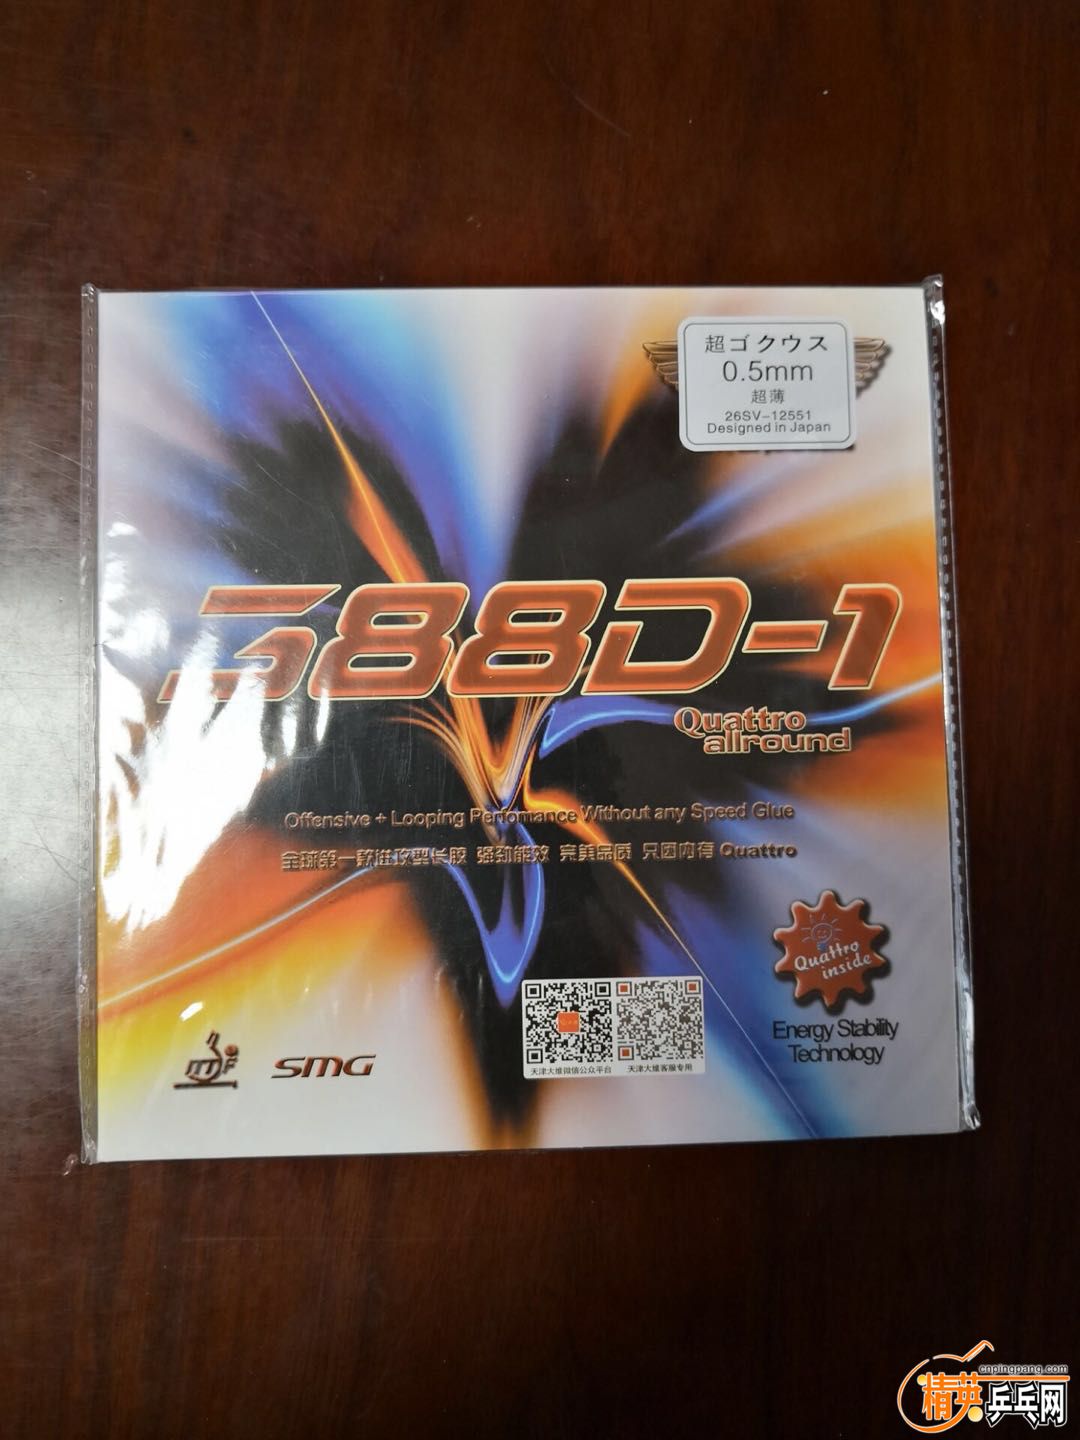 超ゴクウス
0.5mm
超薄
26SV-12551
Designed in Japan
388D-1
Quattro
allround
Offensive + Looping Perfomance Without any Speed Glue
全球第一款进攻型长胶 强劲能效 完美品质 只因内有 Quattro
Quattro
inside
Energy Stability
Technology
SMG
天津大维微信公众平台
天津大维客服专用
cnpingpang.com
精英乒乓网